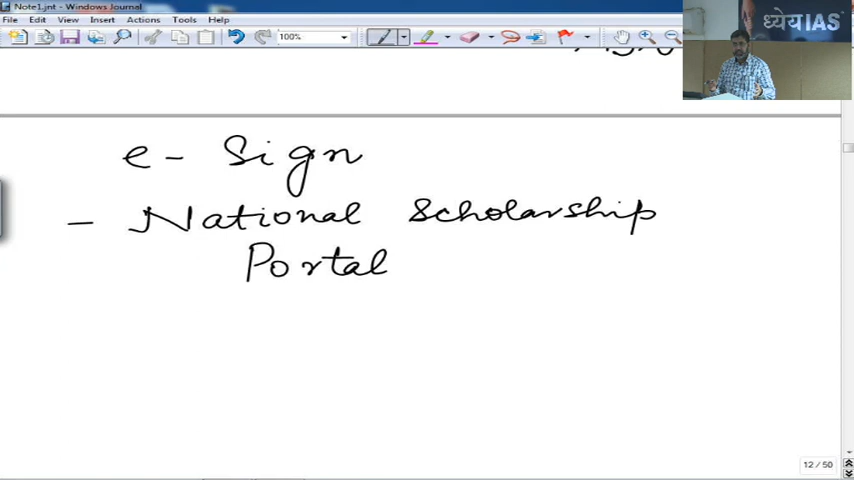 Note1.jnt - Windows Journal
File Edit View Insert Actions Tools Help
100%
ध्येय IAS
e - Sign
- National Scholarship
Portal
12 / 50